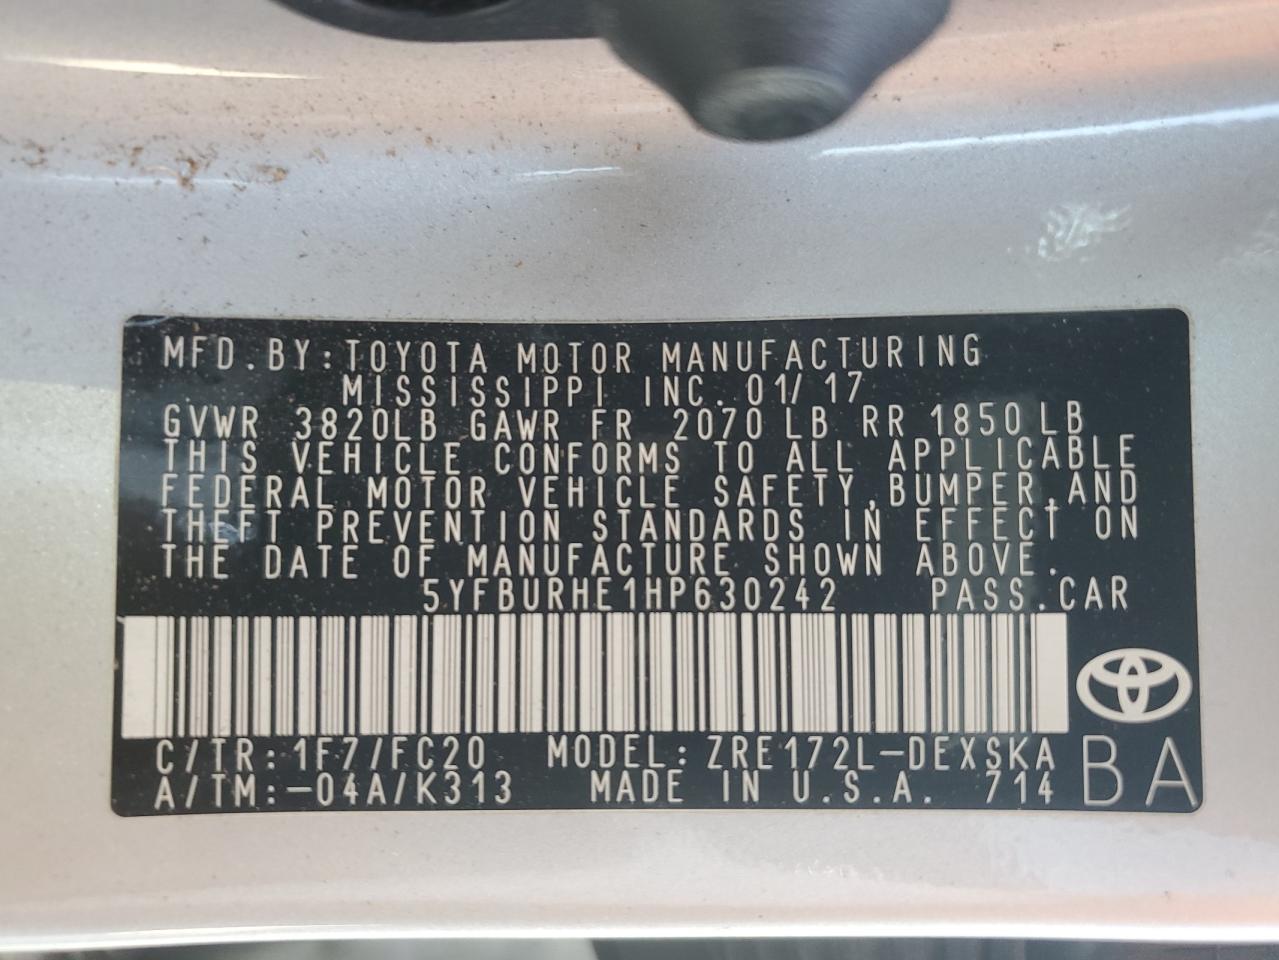 MFD.BY:TOYOTA MOTOR MANUFACTURING
MISSISSIPPI INC. 01/17
GVWR 3820LB GAWR FR 2070LB RR 1850LB
THIS VEHICLE CONFORMS TO ALL APPLICABLE
FEDERAL MOTOR VEHICLE SAFETY,BUMPER,AND
THEFT PREVENTION STANDARDS IN EFFECT ON
THE DATE OF MANUFACTURE SHOWN ABOVE.
5YFBURHE1HP630242 PASS.CAR
C/TR:1F7/FC20 MODEL:ZRE172L-DEXSKA
A/TM:-04A/K313 MADE IN U.S.A. 714
BA